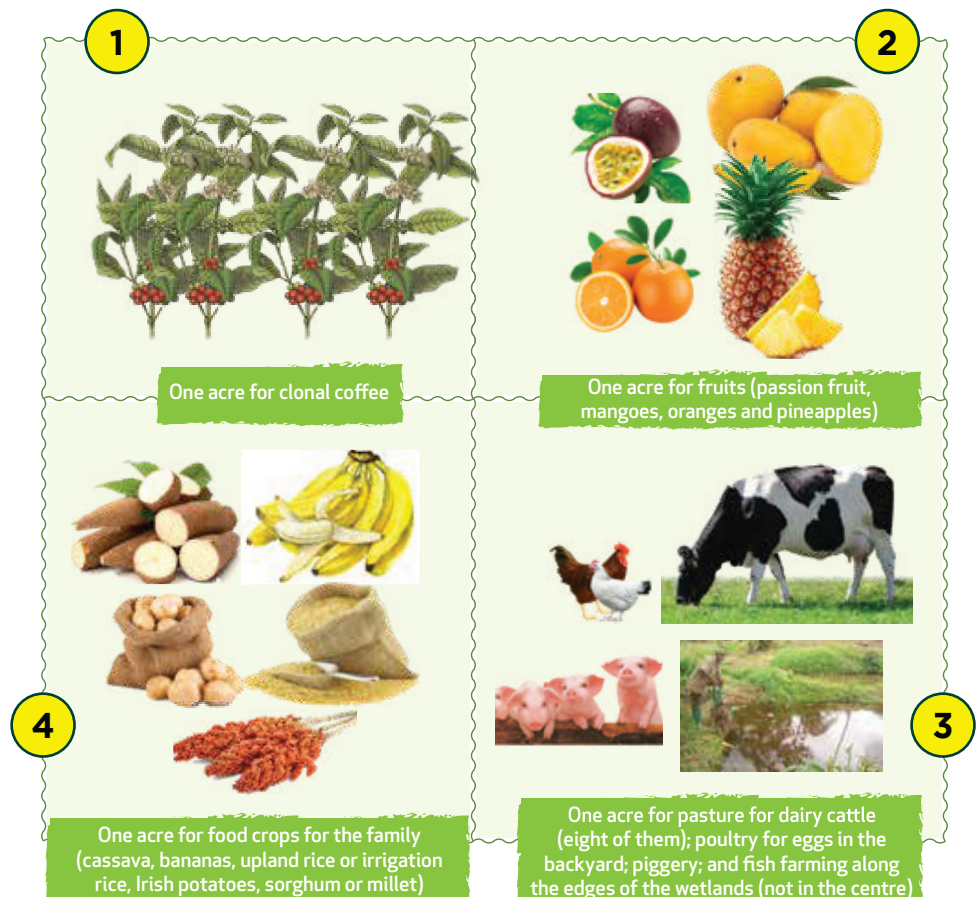 1
2
One acre for clonal coffee
One acre for fruits (passion fruit,
mangoes, oranges and pineapples)
4
3
One acre for food crops for the family
(cassava, bananas, upland rice or irrigation
rice, Irish potatoes, sorghum or millet)
One acre for pasture for dairy cattle
(eight of them); poultry for eggs in the
backyard; piggery; and fish farming along
the edges of the wetlands (not in the centre)